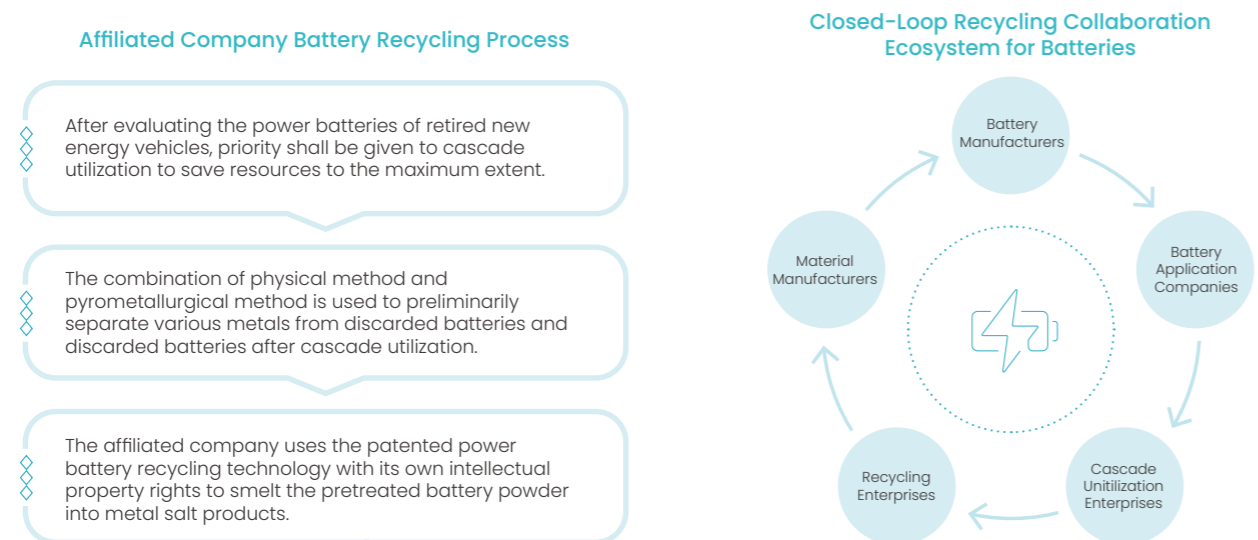 Affiliated Company Battery Recycling Process
After evaluating the power batteries of retired new
energy vehicles, priority shall be given to cascade
utilization to save resources to the maximum extent.
The combination of physical method and
pyrometallurgical method is used to preliminarily
separate various metals from discarded batteries and
discarded batteries after cascade utilization.
The affiliated company uses the patented power
battery recycling technology with its own intellectual
property rights to smelt the pretreated battery powder
into metal salt products.
Closed-Loop Recycling Collaboration
Ecosystem for Batteries
Battery
Manufacturers
Battery
Application
Companies
Cascade
Unitilization
Enterprises
Recycling
Enterprises
Material
Manufacturers